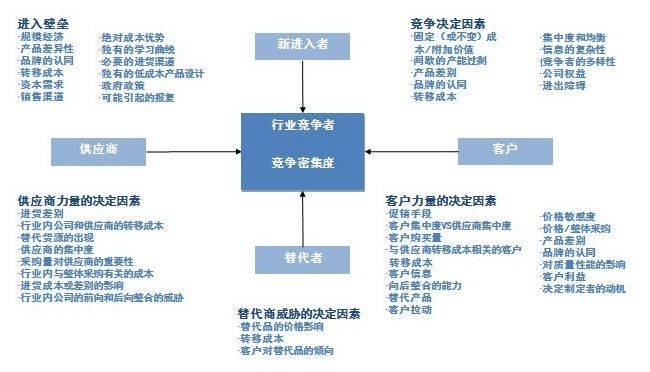 进入壁垒
·规模经济
·产品差异性
·品牌的认同
·转移成本
·资本需求
·销售渠道
·绝对成本优势
·独有的学习曲线
·必要的进货渠道
·独有的低成本产品设计
·政府政策
·可能引起的报复
新进入者
竞争决定因素
·固定（或不变）成
本/附加价值
·间歇的产能过剩
·产品差别
·品牌的认同
·转移成本
·集中度和均衡
·信息的复杂性
·竞争者的多样性
·公司权益
·进出障碍
供应商
行业竞争者
竞争密集度
客户
供应商力量的决定因素
·进货差别
·行业内公司和供应商的转移成本
·替代货源的出现
·供应商的集中度
·采购量对供应商的重要性
·行业内与整体采购有关的成本
·进货成本或差别的影响
·行业内公司的前向和后向整合的威胁
替代者
替代商威胁的决定因素
·替代品的价格影响
·转移成本
·客户对替代品的倾向
客户力量的决定因素
·促销手段
·客户集中度VS供应商集中度
·客户购买量
·与供应商转移成本相关的客户
转移成本
·客户信息
·向后整合的能力
·替代产品
·客户拉动
·价格敏感度
·价格/整体采购
·产品差别
·品牌的认同
·对质量性能的影响
·客户利益
·决定制定者的动机